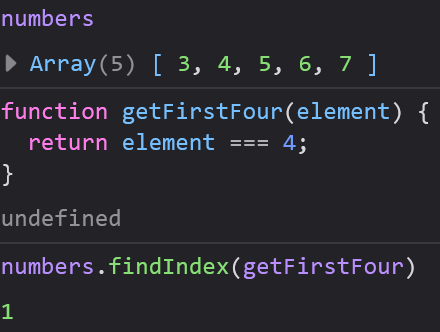 numbers
Array(5) [ 3, 4, 5, 6, 7 ]
function getFirstFour(element) {
  return element === 4;
}
undefined
numbers.findIndex(getFirstFour)
1